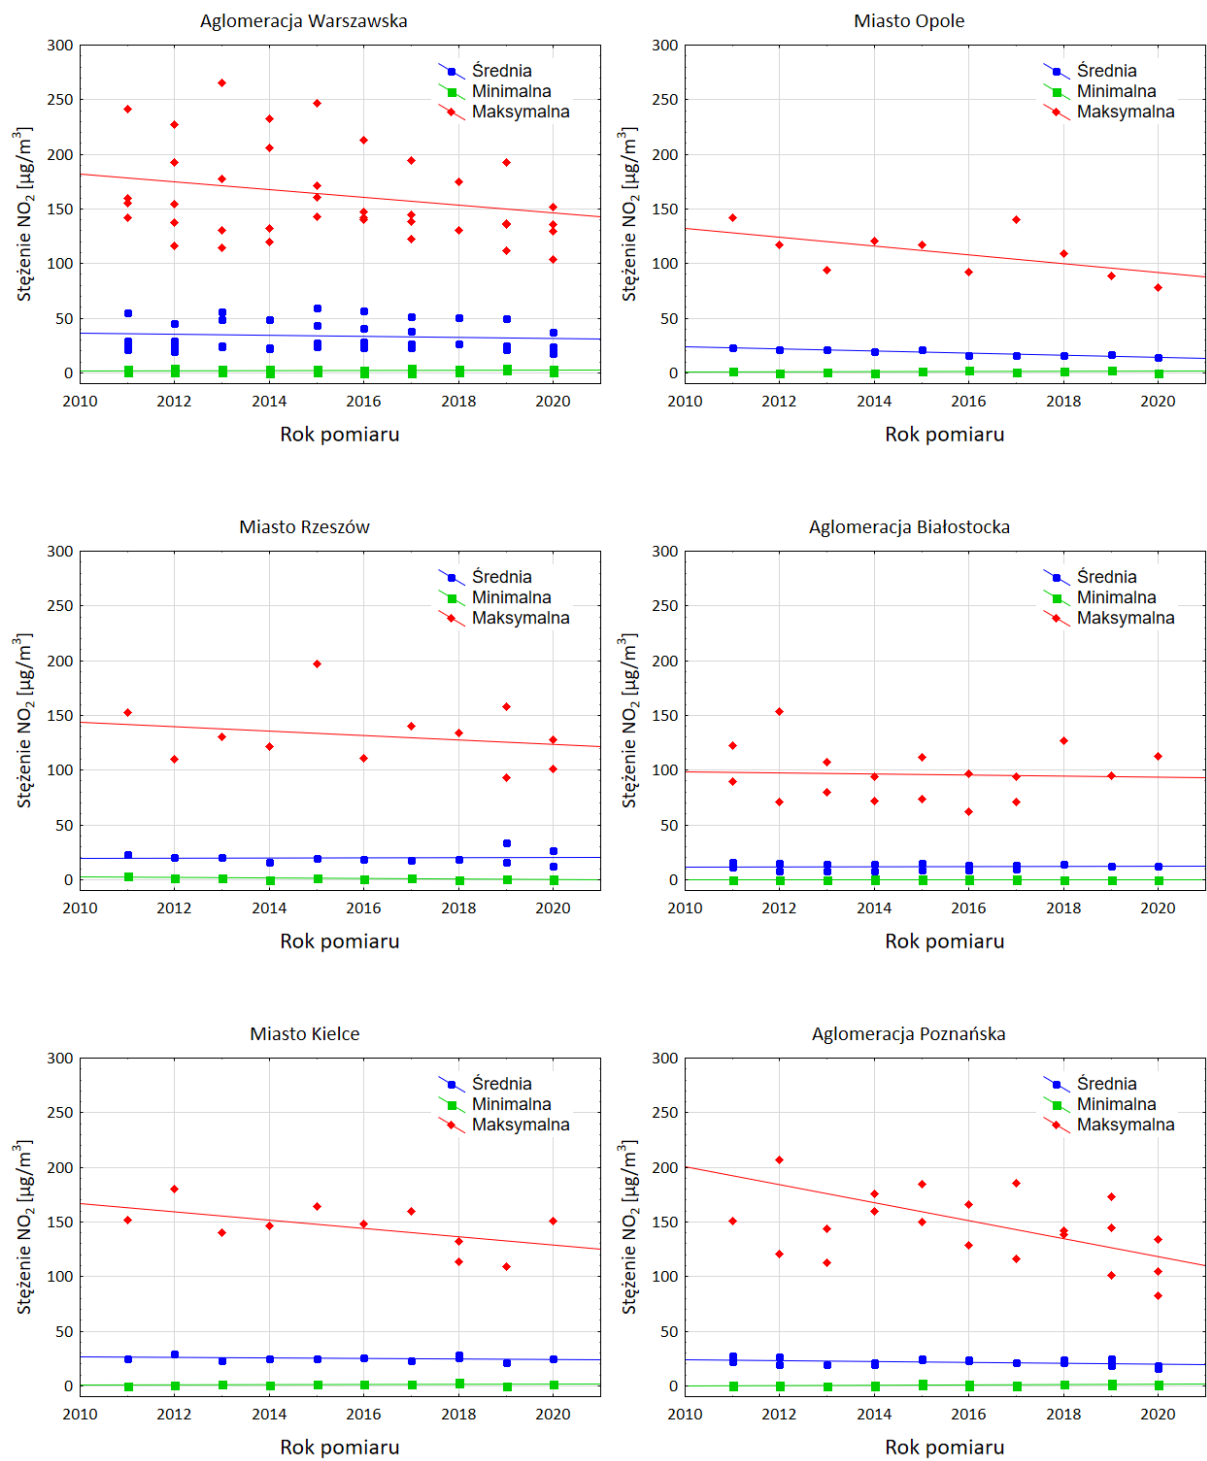 Aglomeracja Warszawska
300
250
200
150
100
50
0
Stężenie NO2 [µg/m3]
Średnia
Minimalna
Maksymalna
2010 2012 2014 2016 2018 2020
Rok pomiaru
Miasto Opole
300
250
200
150
100
50
0
Stężenie NO2 [µg/m3]
Średnia
Minimalna
Maksymalna
2010 2012 2014 2016 2018 2020
Rok pomiaru
Miasto Rzeszów
300
250
200
150
100
50
0
Stężenie NO2 [µg/m3]
Średnia
Minimalna
Maksymalna
2010 2012 2014 2016 2018 2020
Rok pomiaru
Aglomeracja Białostocka
300
250
200
150
100
50
0
Stężenie NO2 [µg/m3]
Średnia
Minimalna
Maksymalna
2010 2012 2014 2016 2018 2020
Rok pomiaru
Miasto Kielce
300
250
200
150
100
50
0
Stężenie NO2 [µg/m3]
Średnia
Minimalna
Maksymalna
2010 2012 2014 2016 2018 2020
Rok pomiaru
Aglomeracja Poznańska
300
250
200
150
100
50
0
Stężenie NO2 [µg/m3]
Średnia
Minimalna
Maksymalna
2010 2012 2014 2016 2018 2020
Rok pomiaru